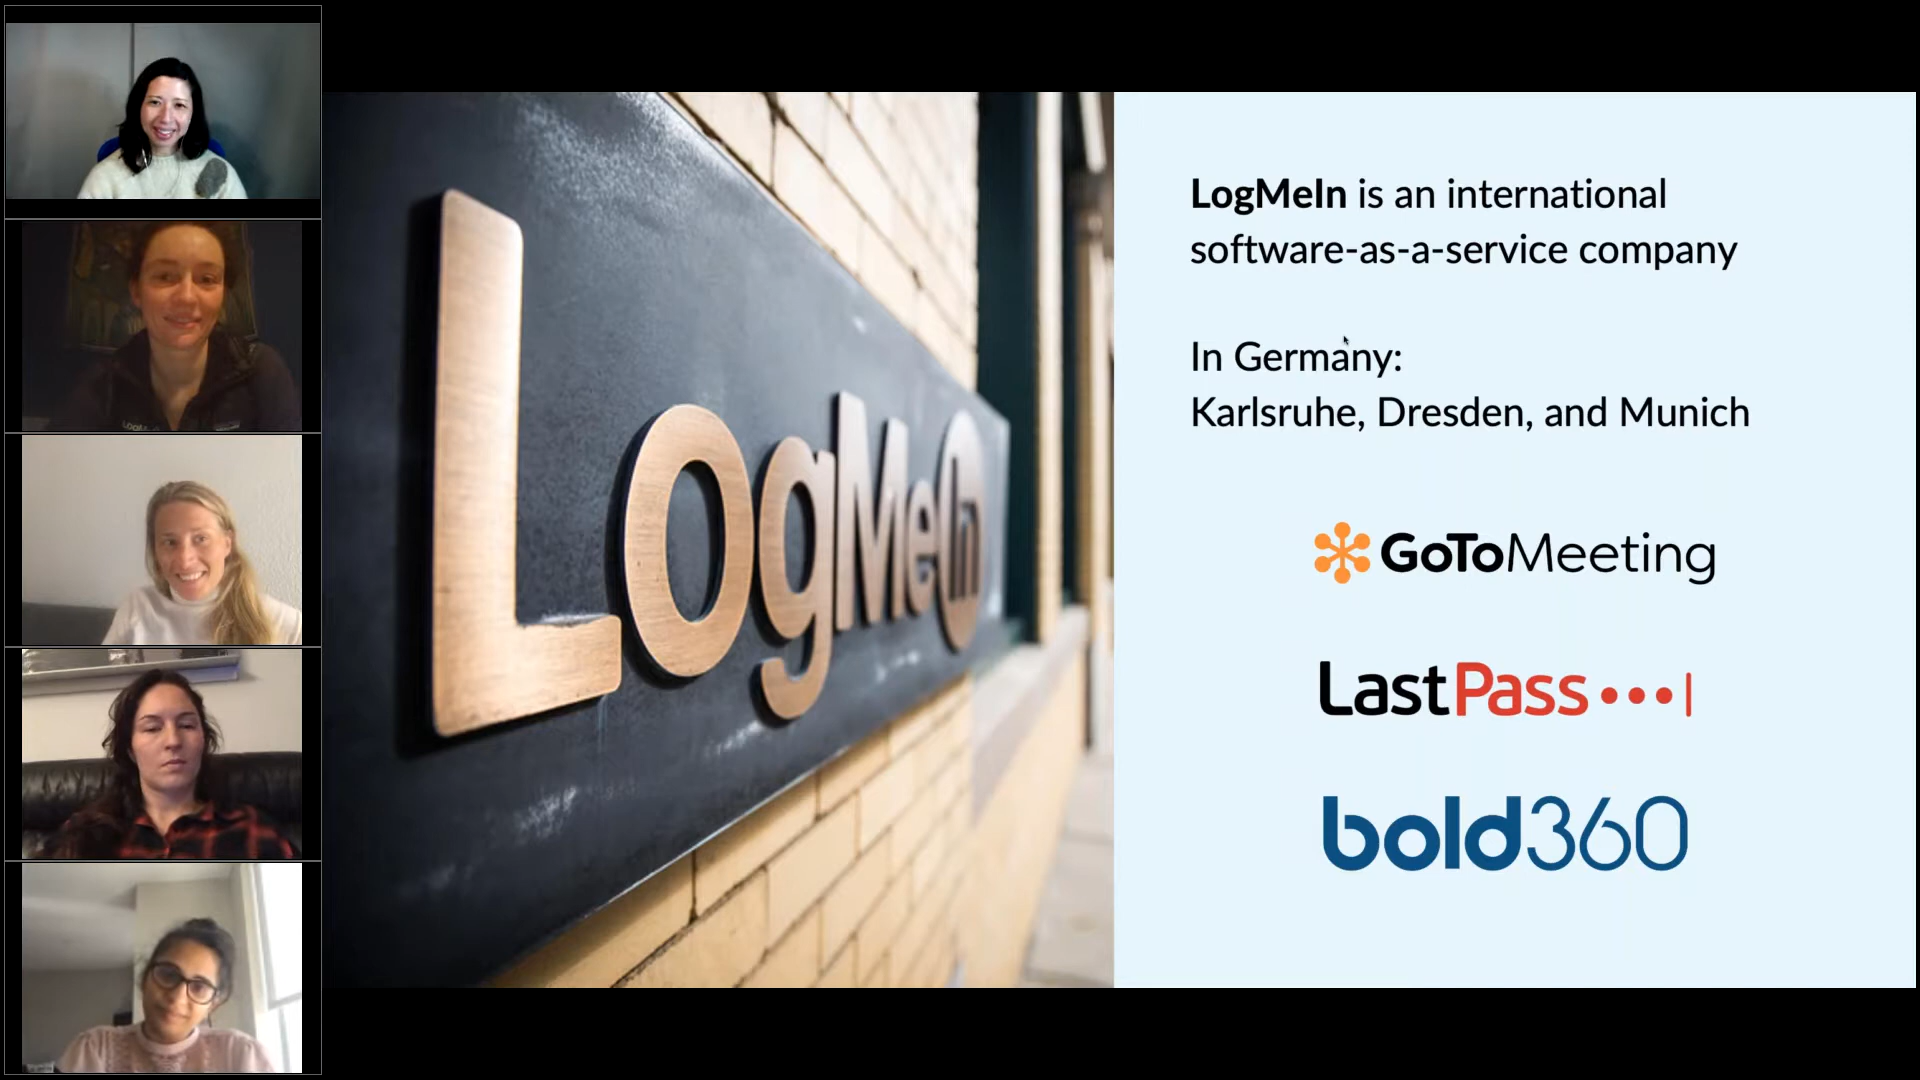 LogMeIn
LogMeIn is an international
software-as-a-service company
In Germany:
Karlsruhe, Dresden, and Munich
GoToMeeting
LastPass
bold360